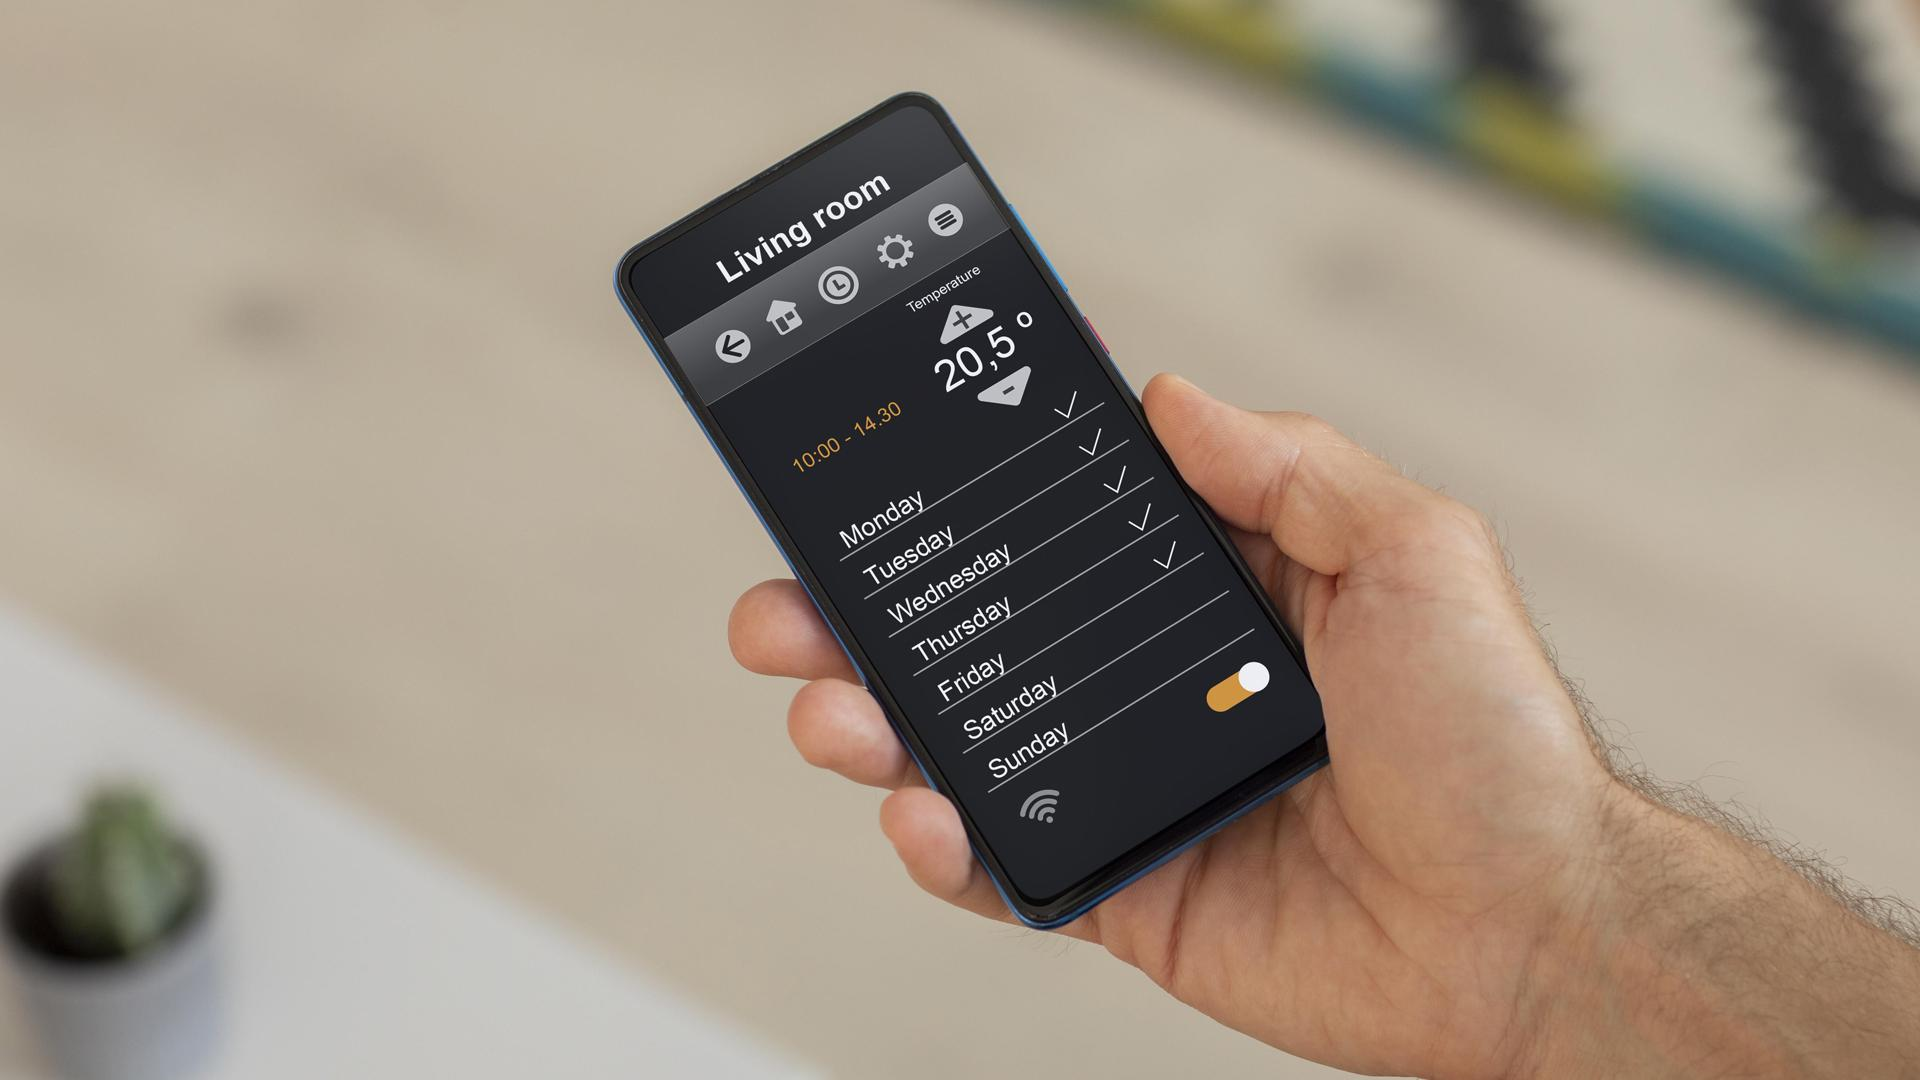 Living room
Temperature
20,5°
10:00 - 14.30
Monday
Tuesday
Wednesday
Thursday
Friday
Saturday
Sunday